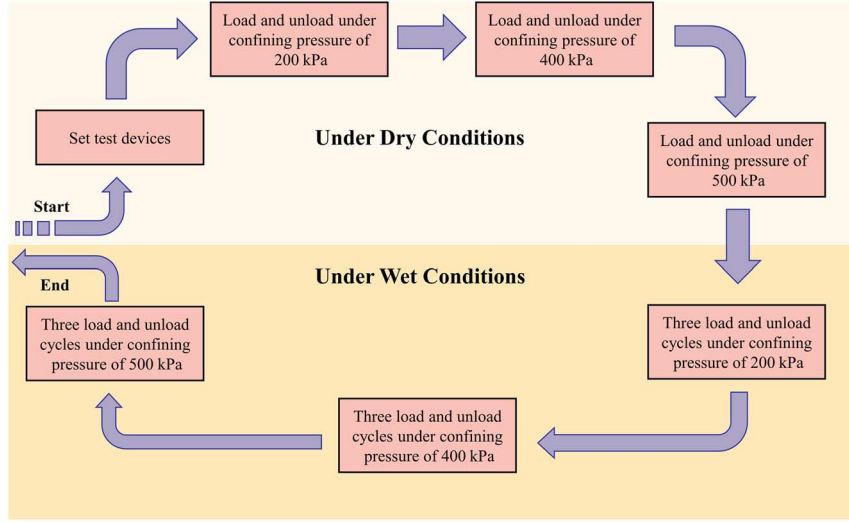 Load and unload under
confining pressure of
200 kPa
Load and unload under
confining pressure of
400 kPa
Set test devices
Under Dry Conditions
Load and unload under
confining pressure of
500 kPa
Start
Under Wet Conditions
End
Three load and unload
cycles under confining
pressure of 500 kPa
Three load and unload
cycles under confining
pressure of 200 kPa
Three load and unload
cycles under confining
pressure of 400 kPa